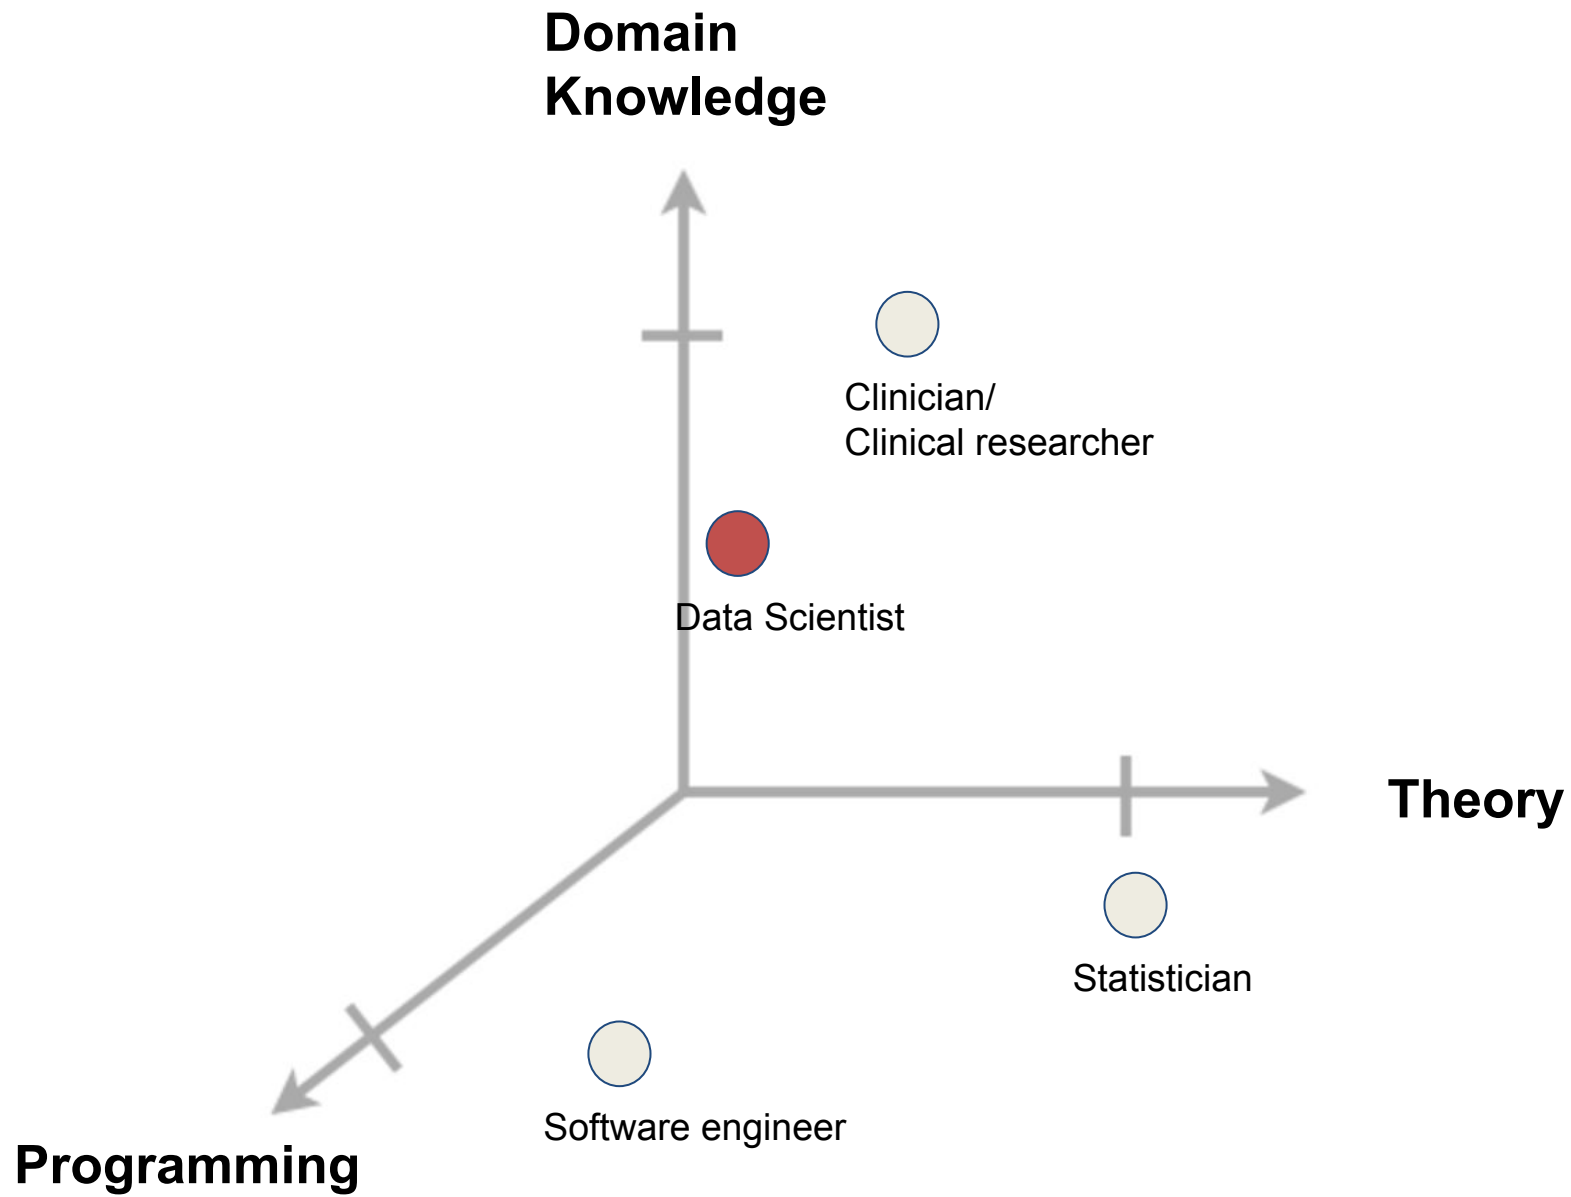 Domain
Knowledge
Clinician/
Clinical researcher
Data Scientist
Theory
Statistician
Software engineer
Programming